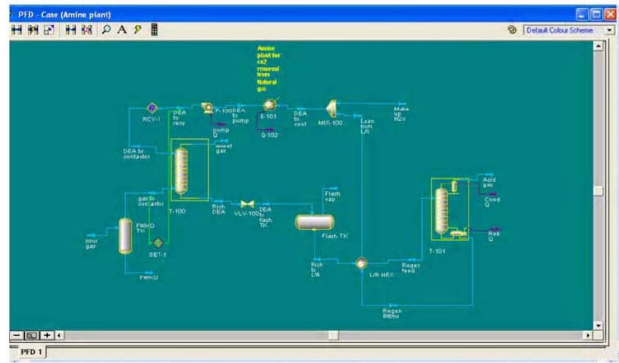 PFD - Case (Amine plant)
Default Colour Scheme
Amine
plant for
co2
removal
from
Natural
gas
RCY-1
DEA
to
recy
P-100
DEA
to
pump
E-101
DEA
to
cool
MIX-100
Make
up
H2o
pump
Q
Q-102
Lean
from
L/R
DEA to
contactor
sweet
gas
gas to
contactor
T-100
Rich
DEA
VLV-100
DEA
to
flash
TK
Flash
vap
Flash TK
Acid
gas
Cond
Q
Reb
Q
T-101
sour
gas
FWKO
TK
SET-1
FWKO
Rich
to
L/R
L/R HEX
Regen
feed
Regen
Bttms
PFD 1